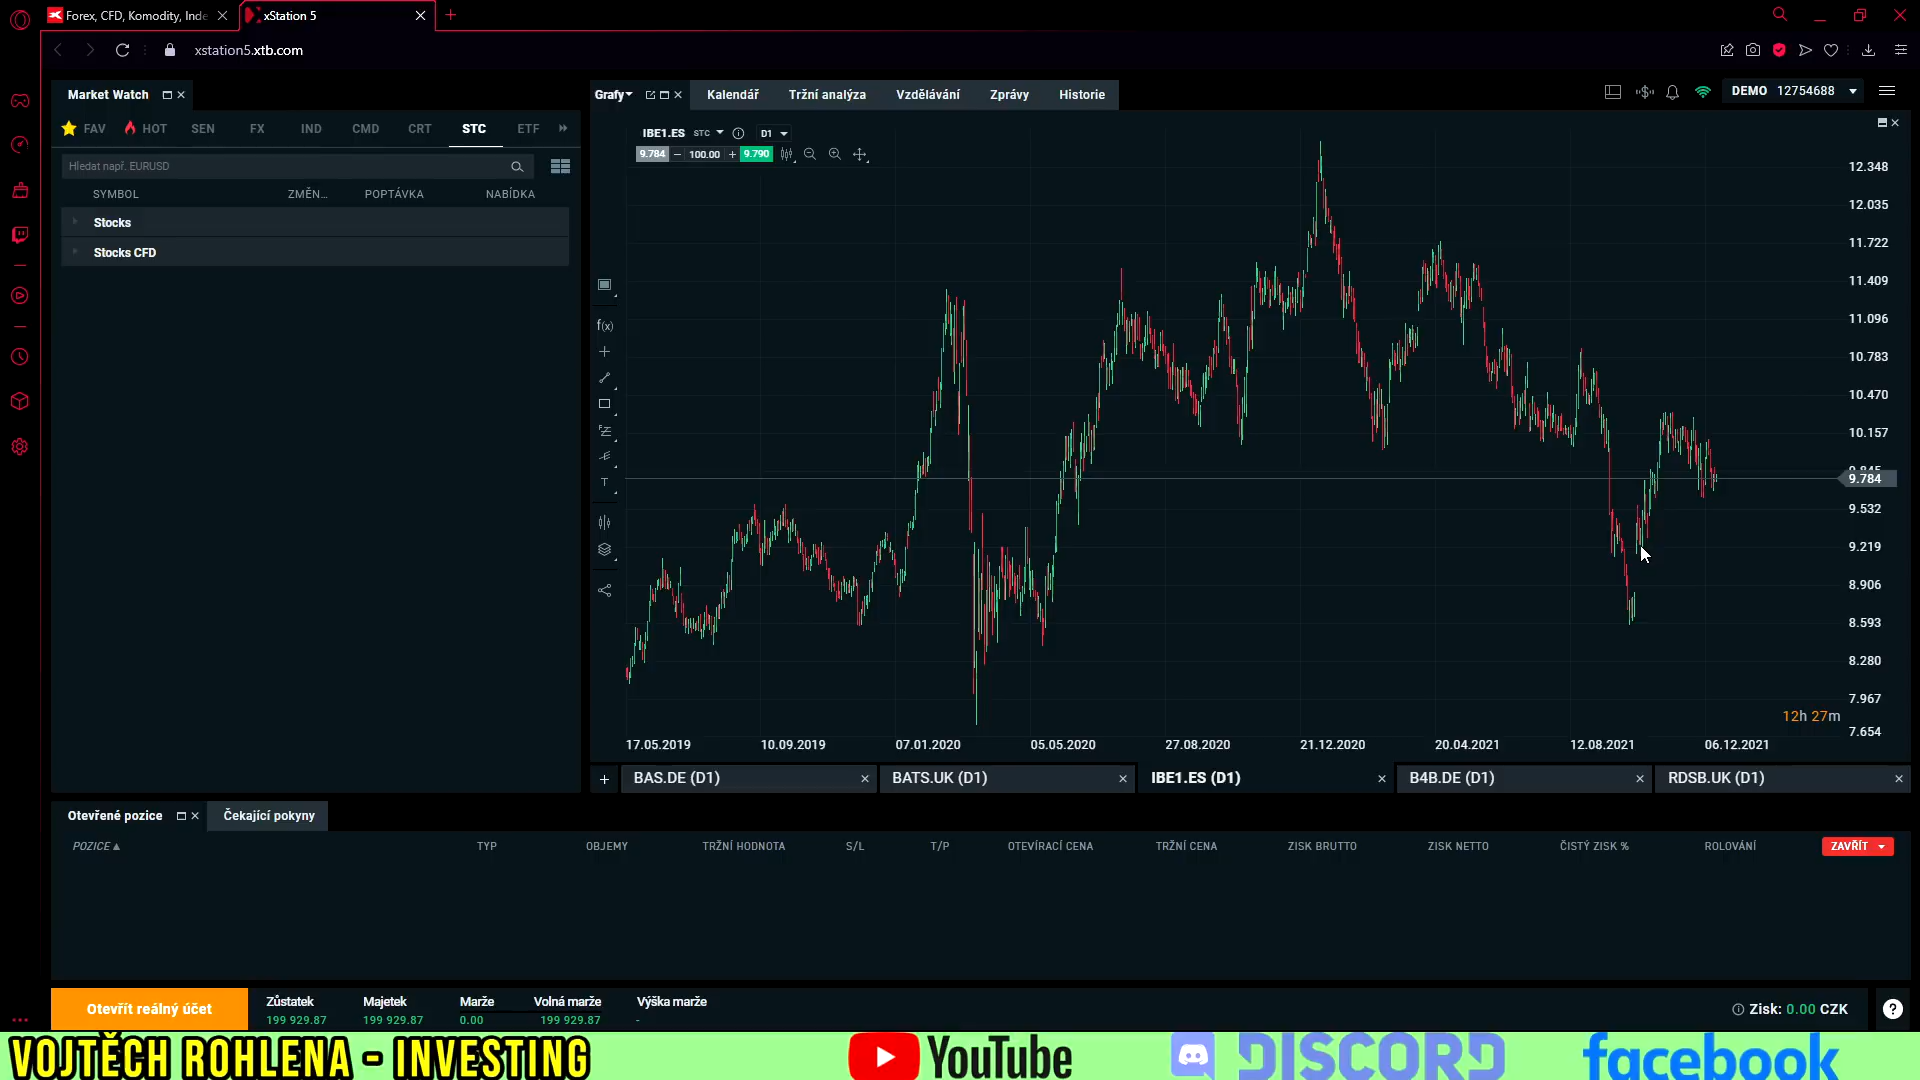 Forex, CFD, Komodity, Inde
xStation 5
xstation5.xtb.com
Market Watch
FAV
HOT
SEN
FX
IND
CMD
CRT
STC
ETF
Hledat např. EURUSD
SYMBOL
ZMĚN...
POPTÁVKA
NABÍDKA
Stocks
Stocks CFD
Grafy
Kalendář
Tržní analýza
Vzdělávání
Zprávy
Historie
DEMO 12754688
IBE1.ES STC D1
9.784 – 100.00 + 9.790
f(x)
T
12.348
12.035
11.722
11.409
11.096
10.783
10.470
10.157
9.845
9.784
9.532
9.219
8.906
8.593
8.280
7.967
7.654
12h 27m
17.05.2019
10.09.2019
07.01.2020
05.05.2020
27.08.2020
21.12.2020
20.04.2021
12.08.2021
06.12.2021
BAS.DE (D1)
BATS.UK (D1)
IBE1.ES (D1)
B4B.DE (D1)
RDSB.UK (D1)
Otevřené pozice
Čekající pokyny
POZICE
TYP
OBJEMY
TRŽNÍ HODNOTA
S/L
T/P
OTEVÍRACÍ CENA
TRŽNÍ CENA
ZISK BRUTTO
ZISK NETTO
ČISTÝ ZISK %
ROLOVÁNÍ
ZAVŘÍT
Otevřít reálný účet
Zůstatek
199 929.87
Majetek
199 929.87
Marže
0.00
Volná marže
199 929.87
Výška marže
-
Zisk: 0.00 CZK
?
VOJTĚCH ROHLENA - INVESTING
YouTube
DISCORD
facebook